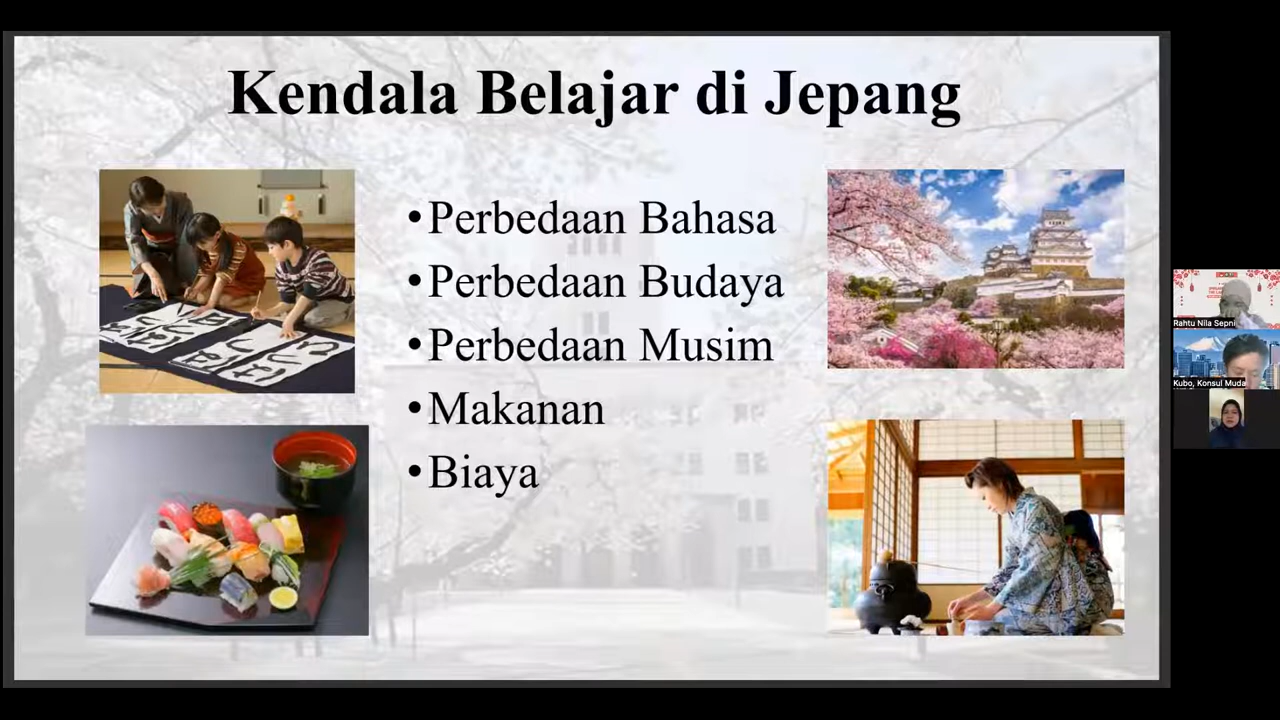 Kendala Belajar di Jepang
•Perbedaan Bahasa
•Perbedaan Budaya
•Perbedaan Musim
•Makanan
•Biaya
Rahtu Nila Sepni
Kubo, Konsul Muda